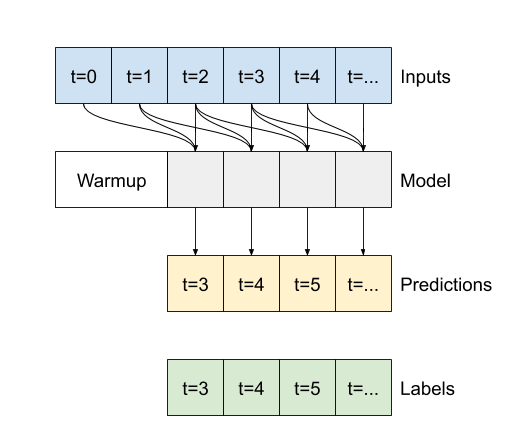 t=0 t=1 t=2 t=3 t=4 t=... Inputs
Warmup Model
t=3 t=4 t=5 t=... Predictions
t=3 t=4 t=5 t=... Labels